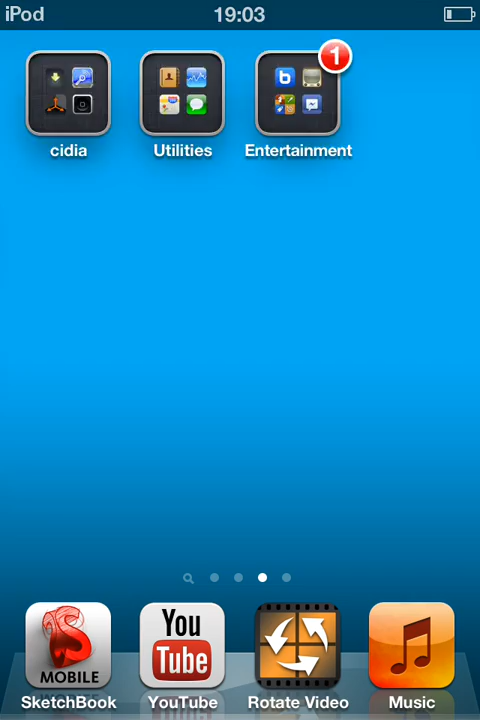 iPod 19:03
1
cidia Utilities Entertainment
MOBILE You Tube
SketchBook YouTube Rotate Video Music